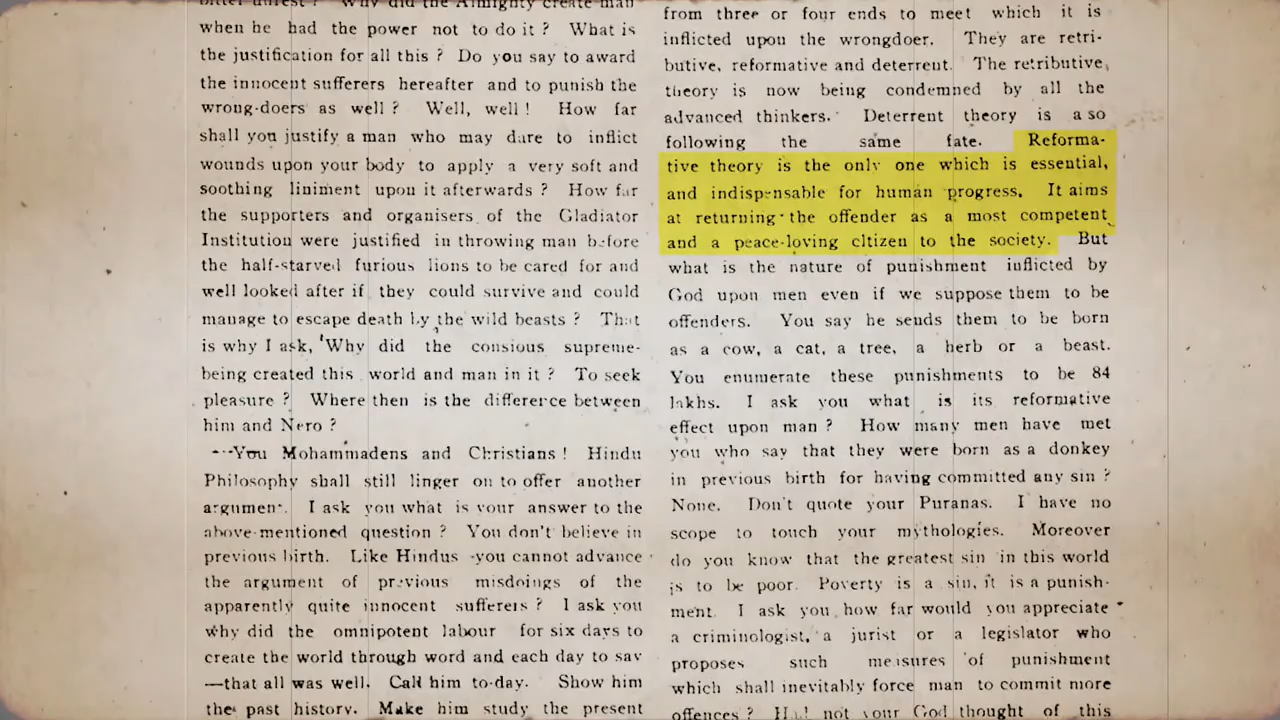 bitter unrest ? Why did the Almighty create man
when he had the power not to do it ? What is
the justification for all this ? Do you say to award
the innocent sufferers hereafter and to punish the
wrong-doers as well ? Well, well ! How far
shall you justify a man who may dare to inflict
wounds upon your body to apply a very soft and
soothing liniment upon it afterwards ? How far
the supporters and organisers of the Gladiator
Institution were justified in throwing man before
the half-starved furious lions to be cared for and
well looked after if they could survive and could
manage to escape death by the wild beasts ? That
is why I ask, 'Why did the consious supreme-
being created this world and man in it ? To seek
pleasure ? Where then is the difference between
him and Nero ?
You Mohammadens and Christians ! Hindu
Philosophy shall still linger on to offer another
argument. I ask you what is your answer to the
above-mentioned question ? You don't believe in
previous birth. Like Hindus you cannot advance
the argument of previous misdoings of the
apparently quite innocent sufferers ? I ask you
why did the omnipotent labour for six days to
create the world through word and each day to say
—that all was well. Call him to-day. Show him
the past history. Make him study the present
from three or four ends to meet which it is
inflicted upon the wrongdoer. They are retri-
butive, reformative and deterrent. The retributive
theory is now being condemned by all the
advanced thinkers. Deterrent theory is also
following the same fate. Reforma-
tive theory is the only one which is essential,
and indispensable for human progress. It aims
at returning the offender as a most competent
and a peace-loving citizen to the society. But
what is the nature of punishment inflicted by
God upon men even if we suppose them to be
offenders. You say he sends them to be born
as a cow, a cat, a tree, a herb or a beast.
You enumerate these punishments to be 84
lakhs. I ask you what is its reformative
effect upon man ? How many men have met
you who say that they were born as a donkey
in previous birth for having committed any sin ?
None. Don't quote your Puranas. I have no
scope to touch your mythologies. Moreover
do you know that the greatest sin in this world
is to be poor. Poverty is a sin, it is a punish-
ment. I ask you how far would you appreciate
a criminologist, a jurist or a legislator who
proposes such measures of punishment
which shall inevitably force man to commit more
offences ? Had not your God thought of this